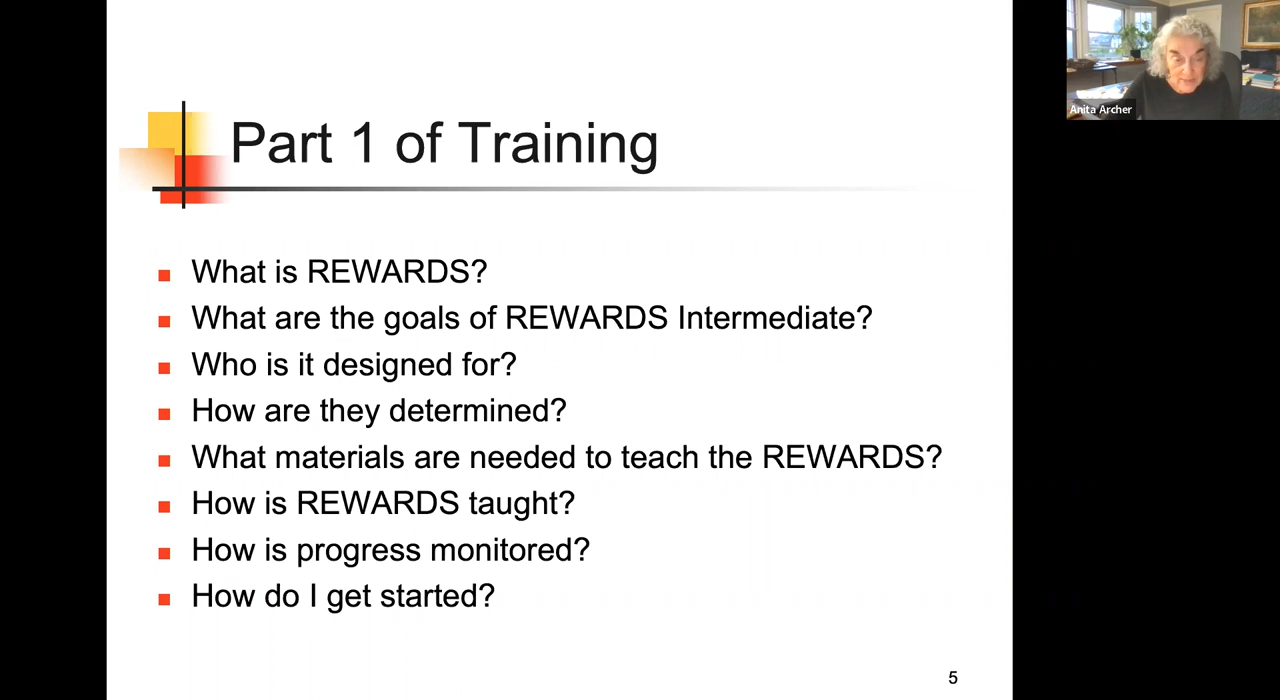 Part 1 of Training
What is REWARDS?
What are the goals of REWARDS Intermediate?
Who is it designed for?
How are they determined?
What materials are needed to teach the REWARDS?
How is REWARDS taught?
How is progress monitored?
How do I get started?
5
Anita Archer